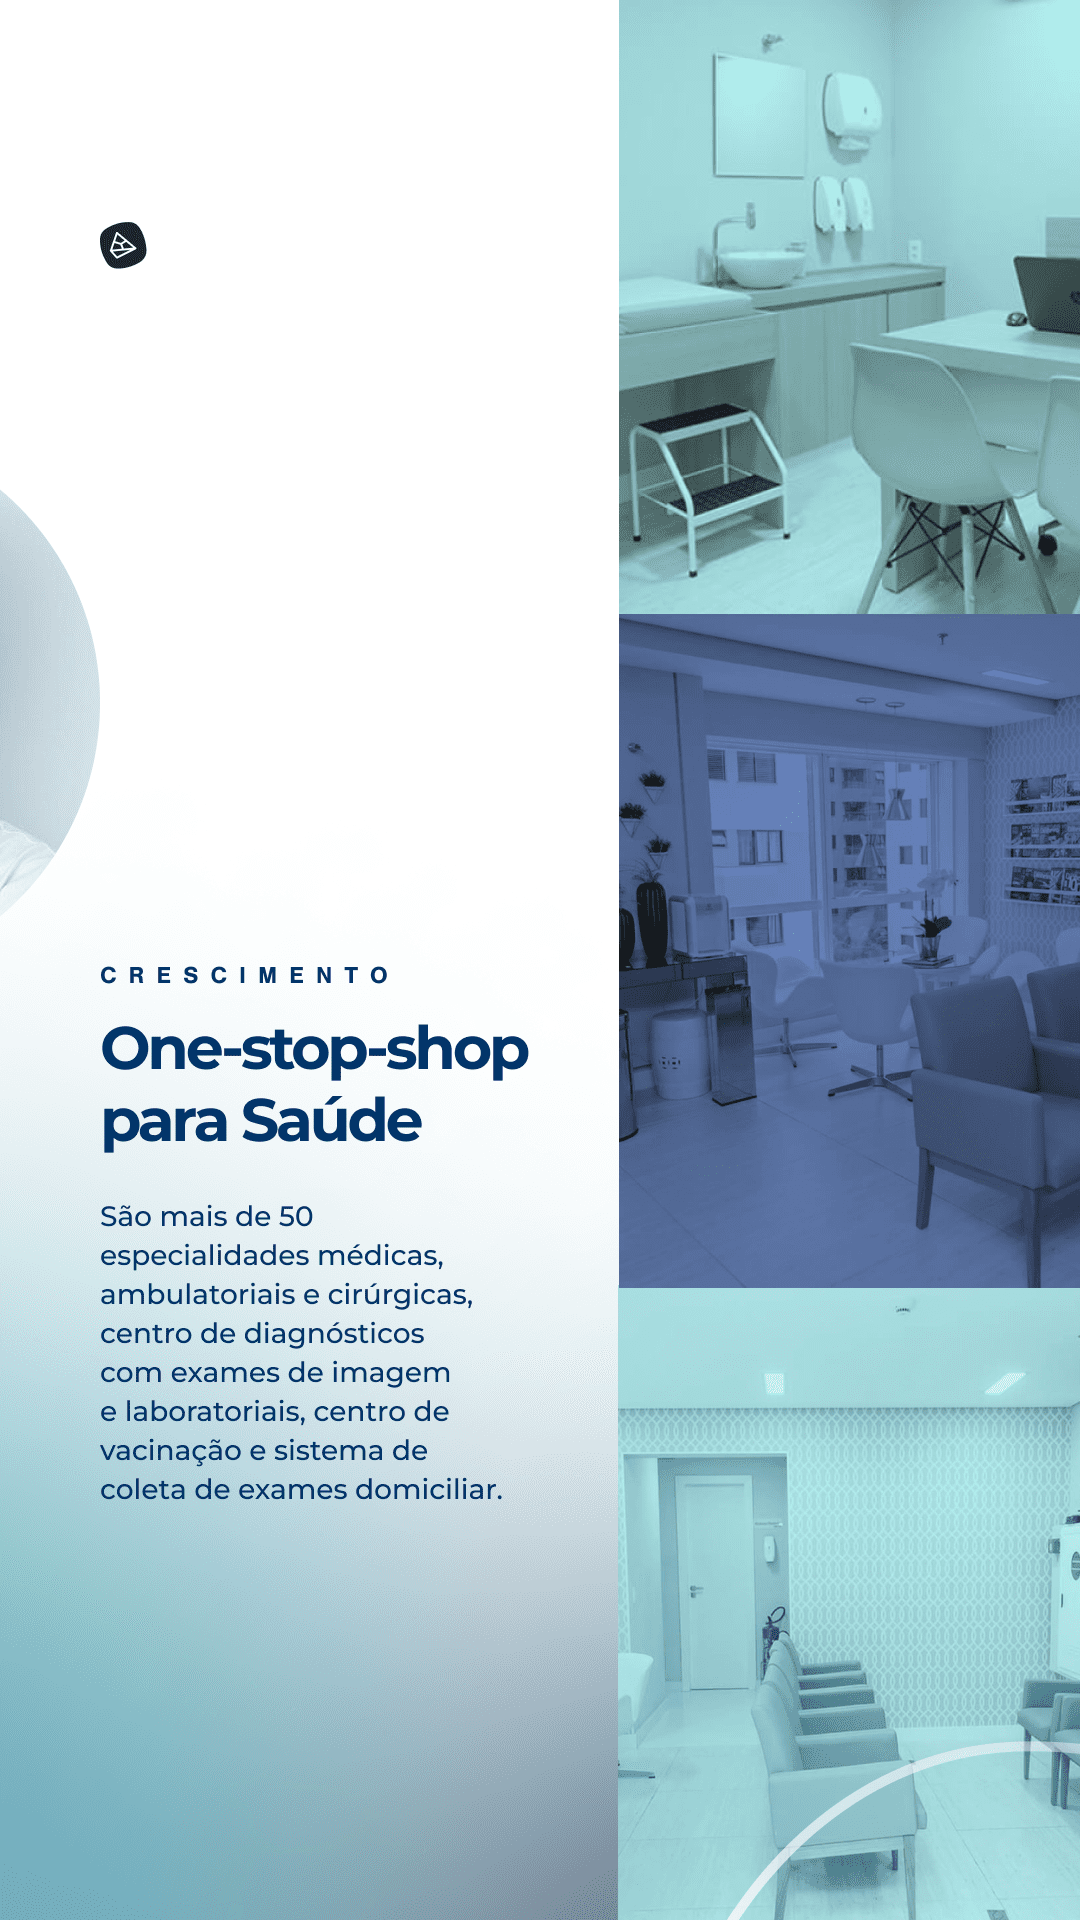 CRESCIMENTO
One-stop-shop
para Saúde
São mais de 50
especialidades médicas,
ambulatoriais e cirúrgicas,
centro de diagnósticos
com exames de imagem
e laboratoriais, centro de
vacinação e sistema de
coleta de exames domiciliar.